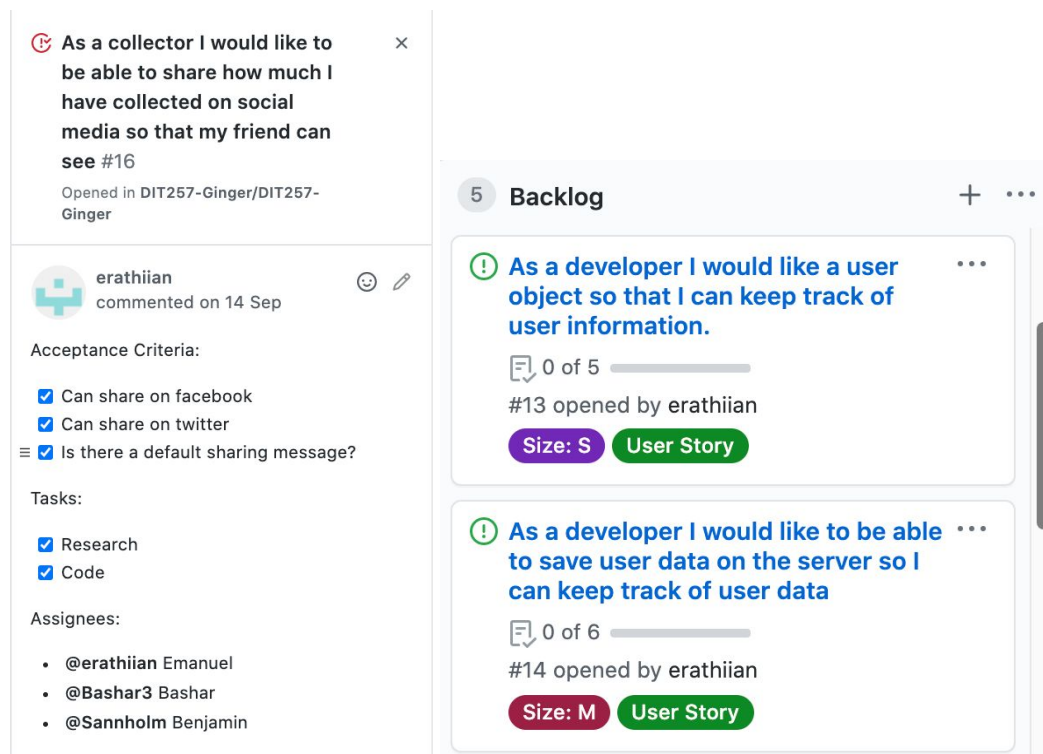 As a collector I would like to
be able to share how much I
have collected on social
media so that my friend can
see #16
Opened in DIT257-Ginger/DIT257-
Ginger
erathiian
commented on 14 Sep
Acceptance Criteria:
Can share on facebook
Can share on twitter
Is there a default sharing message?
Tasks:
Research
Code
Assignees:
• @erathiian Emanuel
• @Bashar3 Bashar
• @Sannholm Benjamin
5 Backlog
As a developer I would like a user
object so that I can keep track of
user information.
0 of 5
#13 opened by erathiian
Size: S User Story
As a developer I would like to be able
to save user data on the server so I
can keep track of user data
0 of 6
#14 opened by erathiian
Size: M User Story